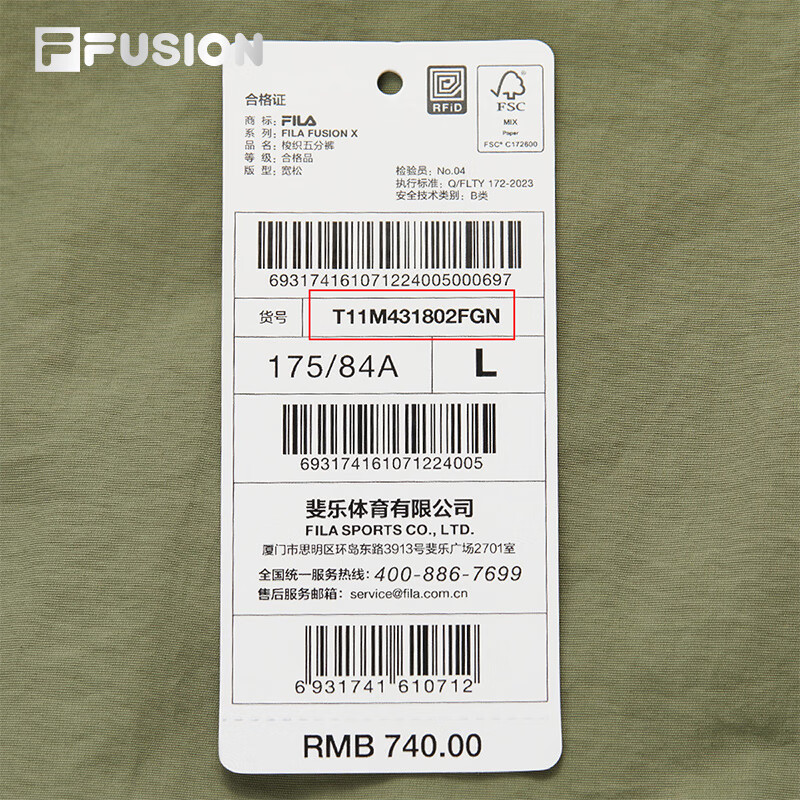 FUSION
合格证
商 标: FILA
系 列: FILA FUSION X
品 名: 梭织五分裤
等 级: 合格品
版 型: 宽松
RFiD
FSC
MIX
Paper
FSC® C172600
检验员: No.04
执行标准: Q/FLTY 172-2023
安全技术类别: B类
693174161071224005000697
货号 T11M431802FGN
175/84A L
693174161071224005
斐乐体育有限公司
FILA SPORTS CO., LTD.
厦门市思明区环岛东路3913号斐乐广场2701室
全国统一服务热线: 400-886-7699
售后服务邮箱: service@fila.com.cn
6 931741 610712
RMB 740.00